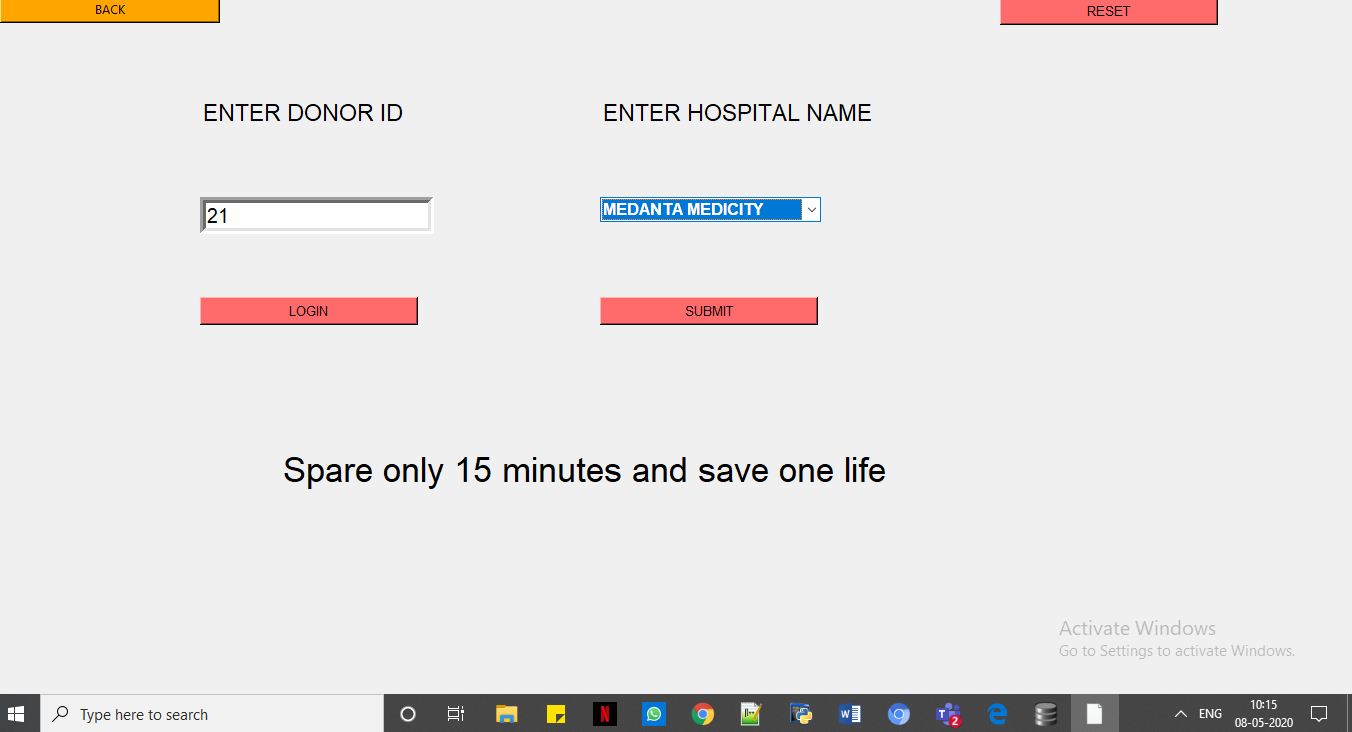 BACK
RESET
ENTER DONOR ID
ENTER HOSPITAL NAME
21
MEDANTA MEDICITY
LOGIN
SUBMIT
Spare only 15 minutes and save one life
Activate Windows
Go to Settings to activate Windows.
Type here to search
N
W
2
ENG
10:15
08-05-2020